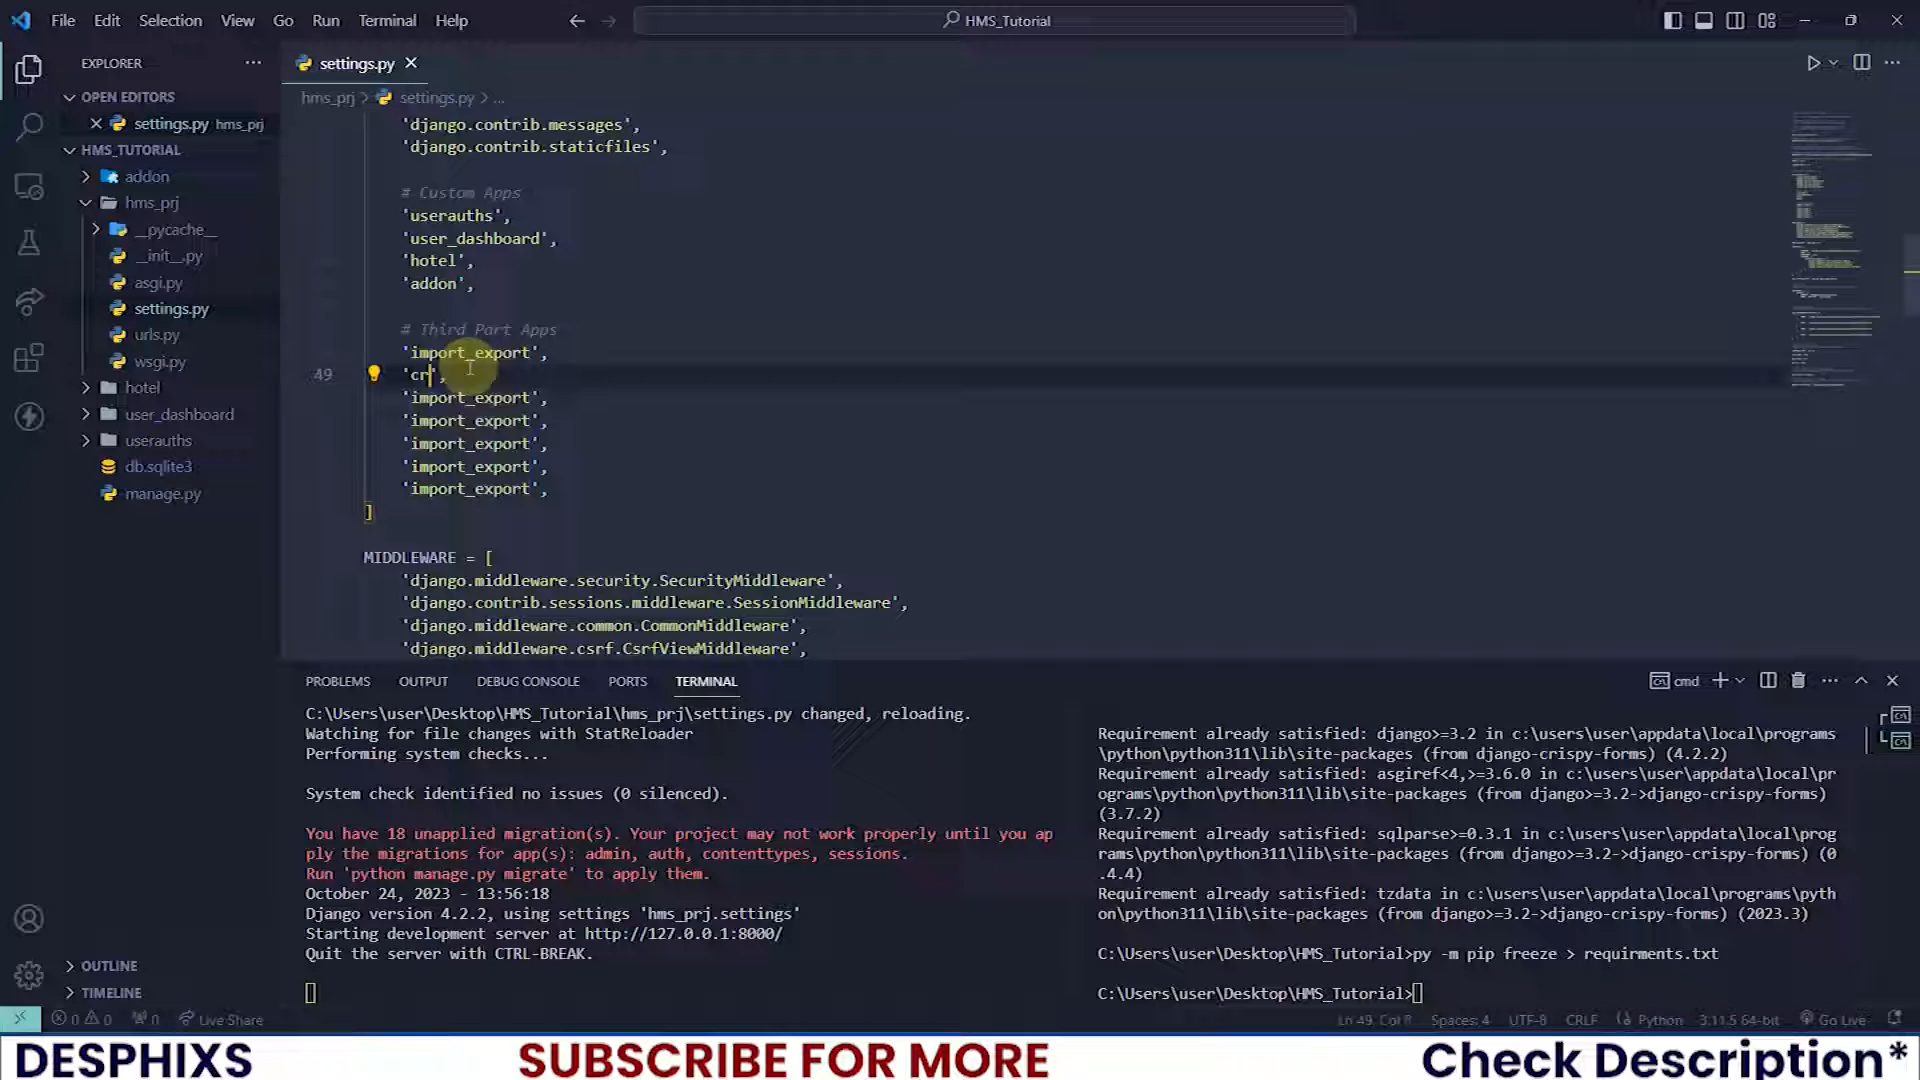 File Edit Selection View Go Run Terminal Help
HMS_Tutorial
EXPLORER
OPEN EDITORS
settings.py hms_prj
HMS_TUTORIAL
addon
hms_prj
__pycache__
__init__.py
asgi.py
settings.py
urls.py
wsgi.py
hotel
user_dashboard
userauths
db.sqlite3
manage.py
OUTLINE
TIMELINE
settings.py
hms_prj > settings.py > ...
'django.contrib.messages',
'django.contrib.staticfiles',
# Custom Apps
'userauths',
'user_dashboard',
'hotel',
'addon',
# Third Part Apps
'import_export',
49 'cr',
'import_export',
'import_export',
'import_export',
'import_export',
'import_export',
]
MIDDLEWARE = [
'django.middleware.security.SecurityMiddleware',
'django.contrib.sessions.middleware.SessionMiddleware',
'django.middleware.common.CommonMiddleware',
'django.middleware.csrf.CsrfViewMiddleware',
PROBLEMS OUTPUT DEBUG CONSOLE PORTS TERMINAL
cmd
C:\Users\user\Desktop\HMS_Tutorial\hms_prj\settings.py changed, reloading.
Watching for file changes with StatReloader
Performing system checks...
System check identified no issues (0 silenced).
You have 18 unapplied migration(s). Your project may not work properly until you ap
ply the migrations for app(s): admin, auth, contenttypes, sessions.
Run 'python manage.py migrate' to apply them.
October 24, 2023 - 13:56:18
Django version 4.2.2, using settings 'hms_prj.settings'
Starting development server at http://127.0.0.1:8000/
Quit the server with CTRL-BREAK.
Requirement already satisfied: django>=3.2 in c:\users\user\appdata\local\programs
\python\python311\lib\site-packages (from django-crispy-forms) (4.2.2)
Requirement already satisfied: asgiref<4,>=3.6.0 in c:\users\user\appdata\local\pr
ograms\python\python311\lib\site-packages (from django>=3.2->django-crispy-forms)
(3.7.2)
Requirement already satisfied: sqlparse>=0.3.1 in c:\users\user\appdata\local\prog
rams\python\python311\lib\site-packages (from django>=3.2->django-crispy-forms) (0
.4.4)
Requirement already satisfied: tzdata in c:\users\user\appdata\local\programs\pyth
on\python311\lib\site-packages (from django>=3.2->django-crispy-forms) (2023.3)
C:\Users\user\Desktop\HMS_Tutorial>py -m pip freeze > requirments.txt
C:\Users\user\Desktop\HMS_Tutorial>
0 0 0 Live Share
Ln 49, Col 8 Spaces: 4 UTF-8 CRLF Python 3.11.5 64-bit Go Live
DESPHIXS SUBSCRIBE FOR MORE Check Description*